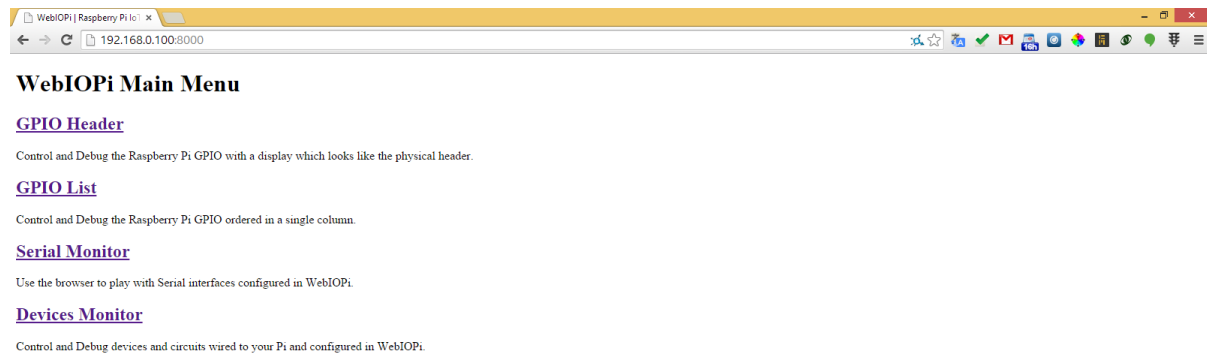 WebIOPi | Raspberry Pi IoT
192.168.0.100:8000
16h
WebIOPi Main Menu
GPIO Header
Control and Debug the Raspberry Pi GPIO with a display which looks like the physical header.
GPIO List
Control and Debug the Raspberry Pi GPIO ordered in a single column.
Serial Monitor
Use the browser to play with Serial interfaces configured in WebIOPi.
Devices Monitor
Control and Debug devices and circuits wired to your Pi and configured in WebIOPi.